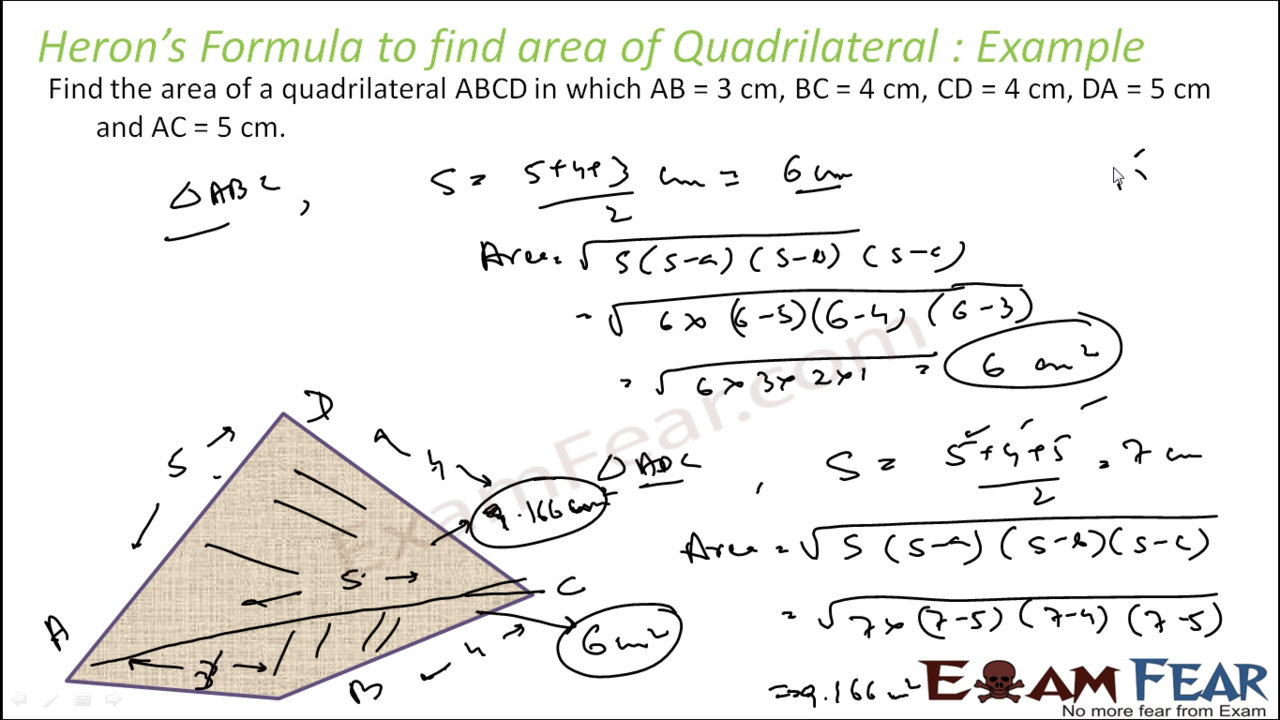 Heron's Formula to find area of Quadrilateral : Example
Find the area of a quadrilateral ABCD in which AB = 3 cm, BC = 4 cm, CD = 4 cm, DA = 5 cm
and AC = 5 cm.
△ABC, S = 5+4+3/2 cm = 6 cm
Area = √S(S-a)(S-b)(S-c)
= √6×(6-5)(6-4)(6-3)
= √6×3×2×1 = 6 cm²
△ADC, S = 5+4+5/2 = 7 cm
Area = √S(S-a)(S-b)(S-c)
= √7×(7-5)(7-4)(7-5)
= 9.166 cm²
D
5
4
9.166 cm²
5
C
A
3
4
B
6 cm²
ExamFear.com
EXAM FEAR
No more fear from Exam